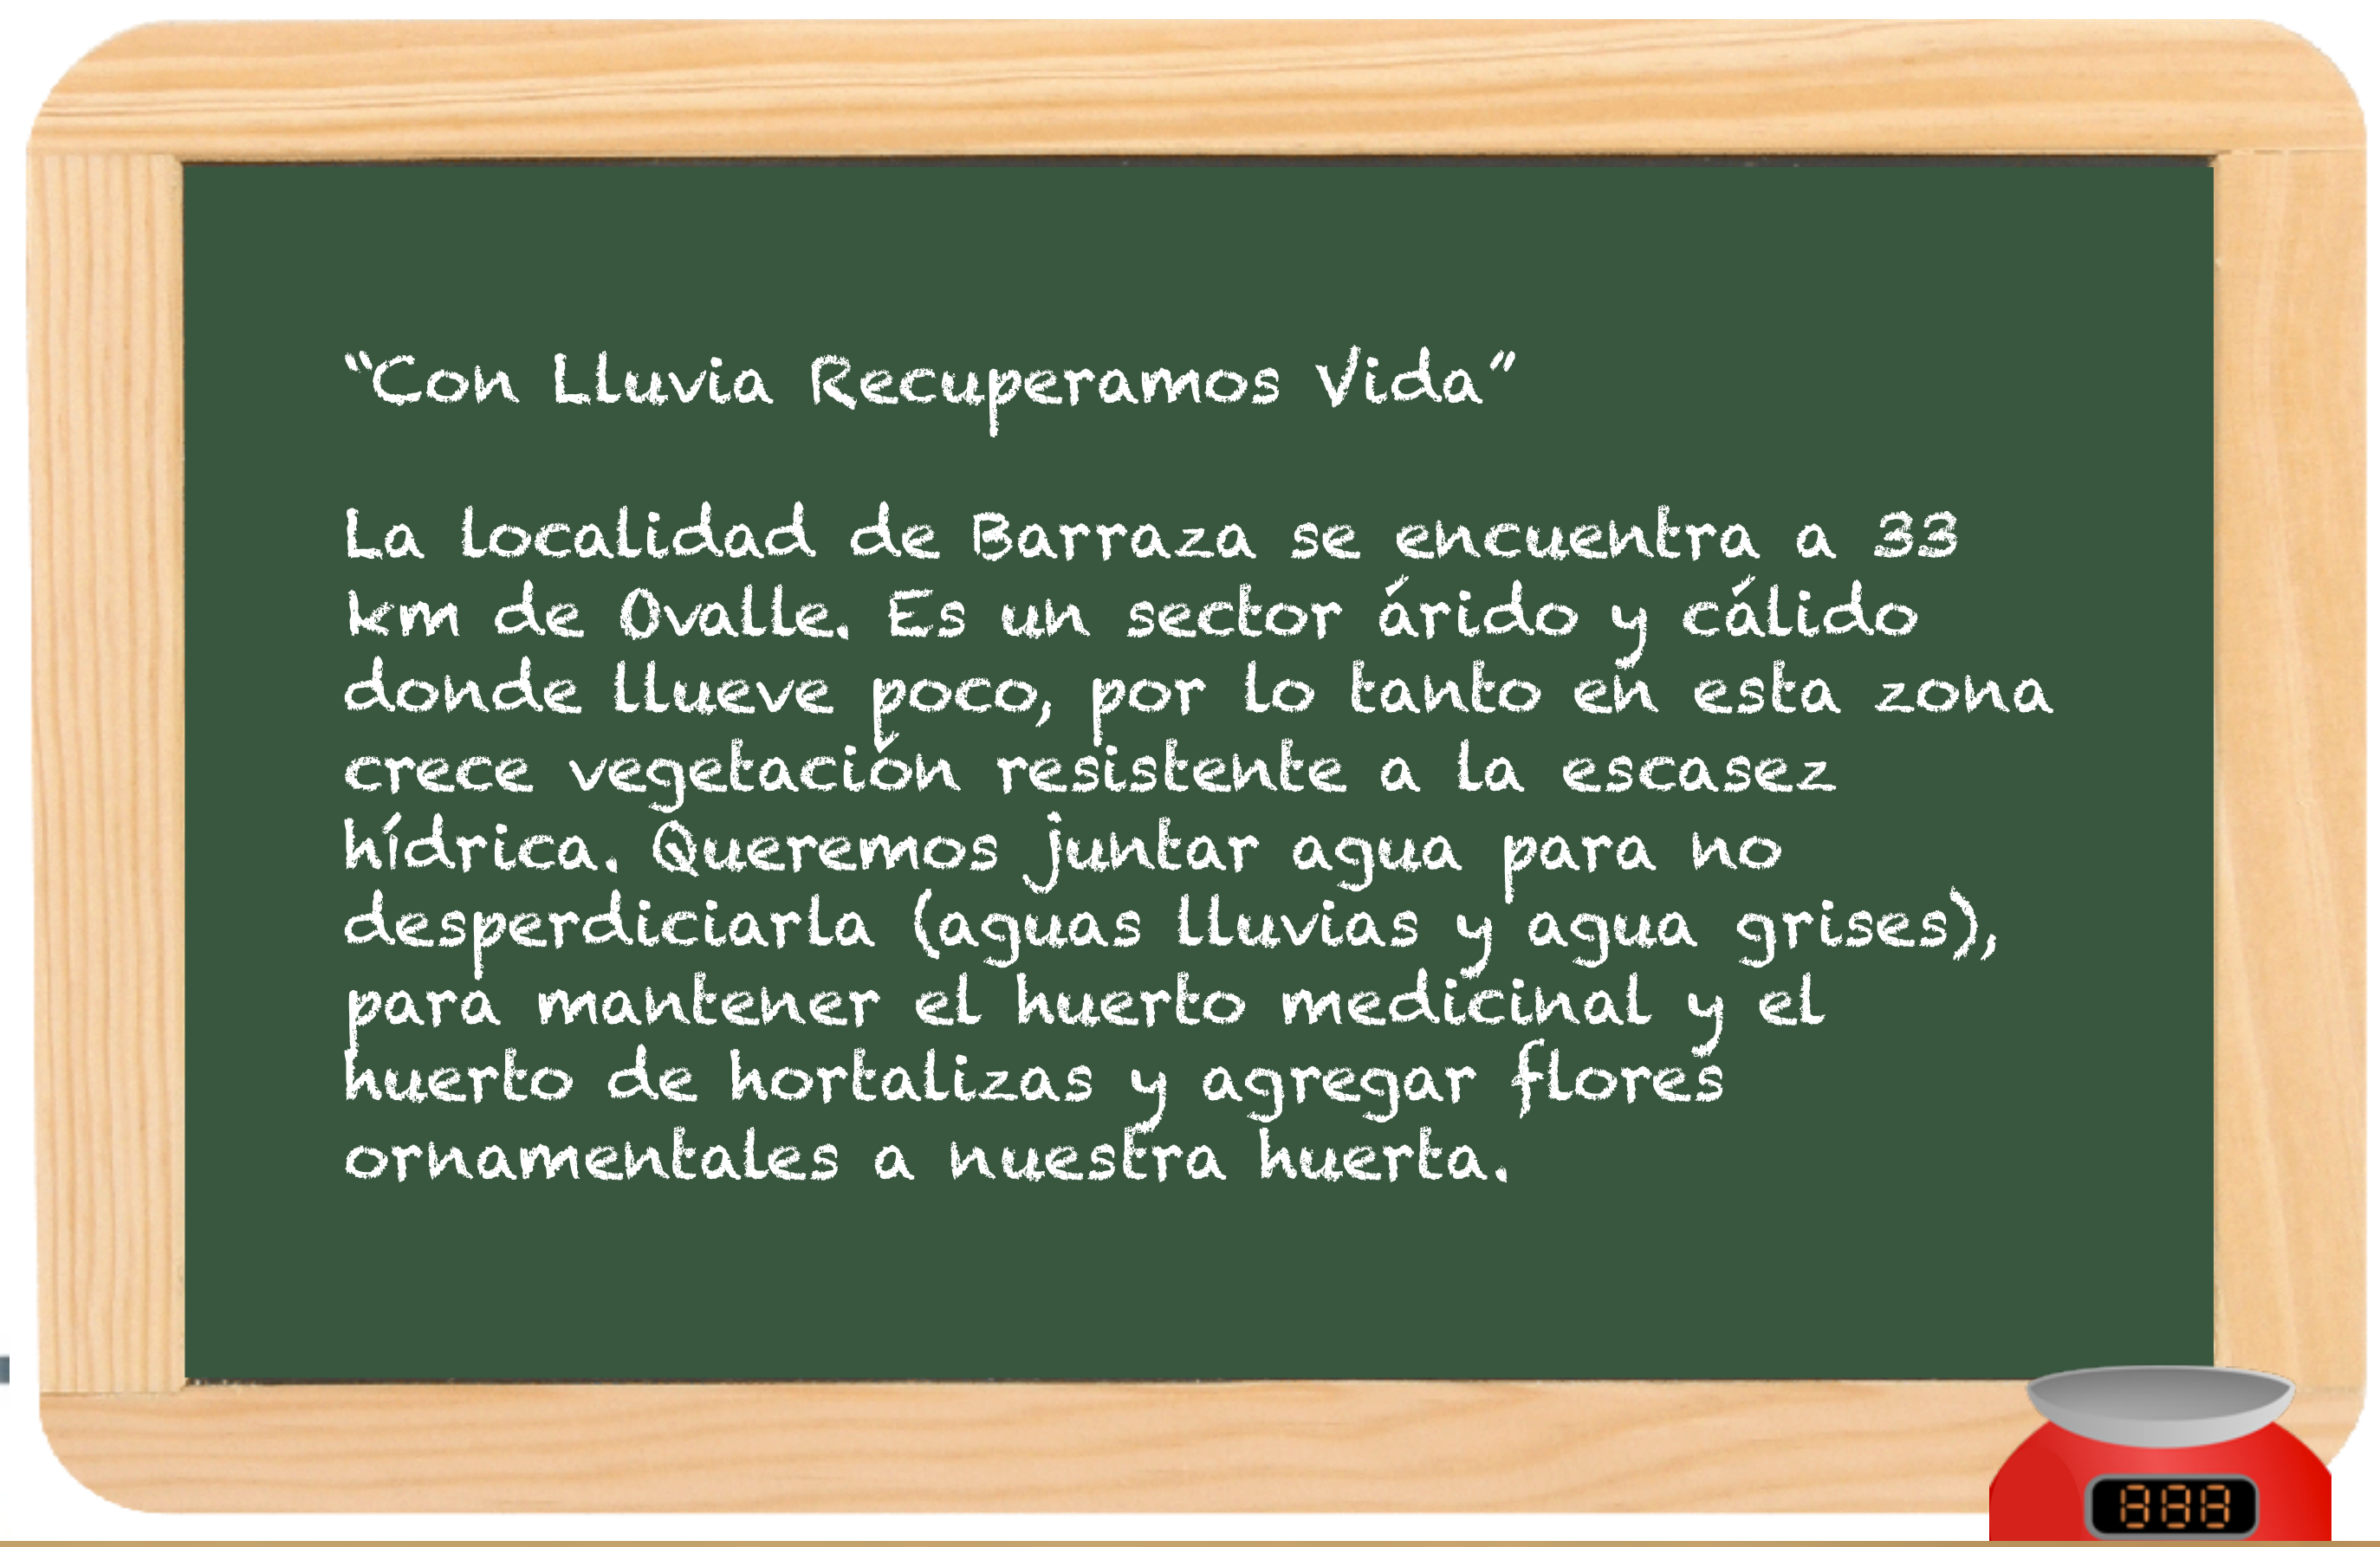 “Con Lluvia Recuperamos Vida”
La localidad de Barraza se encuentra a 33
km de Ovalle. Es un sector árido y cálido
donde llueve poco, por lo tanto en esta zona
crece vegetación resistente a la escasez
hídrica. Queremos juntar agua para no
desperdiciarla (aguas lluvias y agua grises),
para mantener el huerto medicinal y el
huerto de hortalizas y agregar flores
ornamentales a nuestra huerta.
888